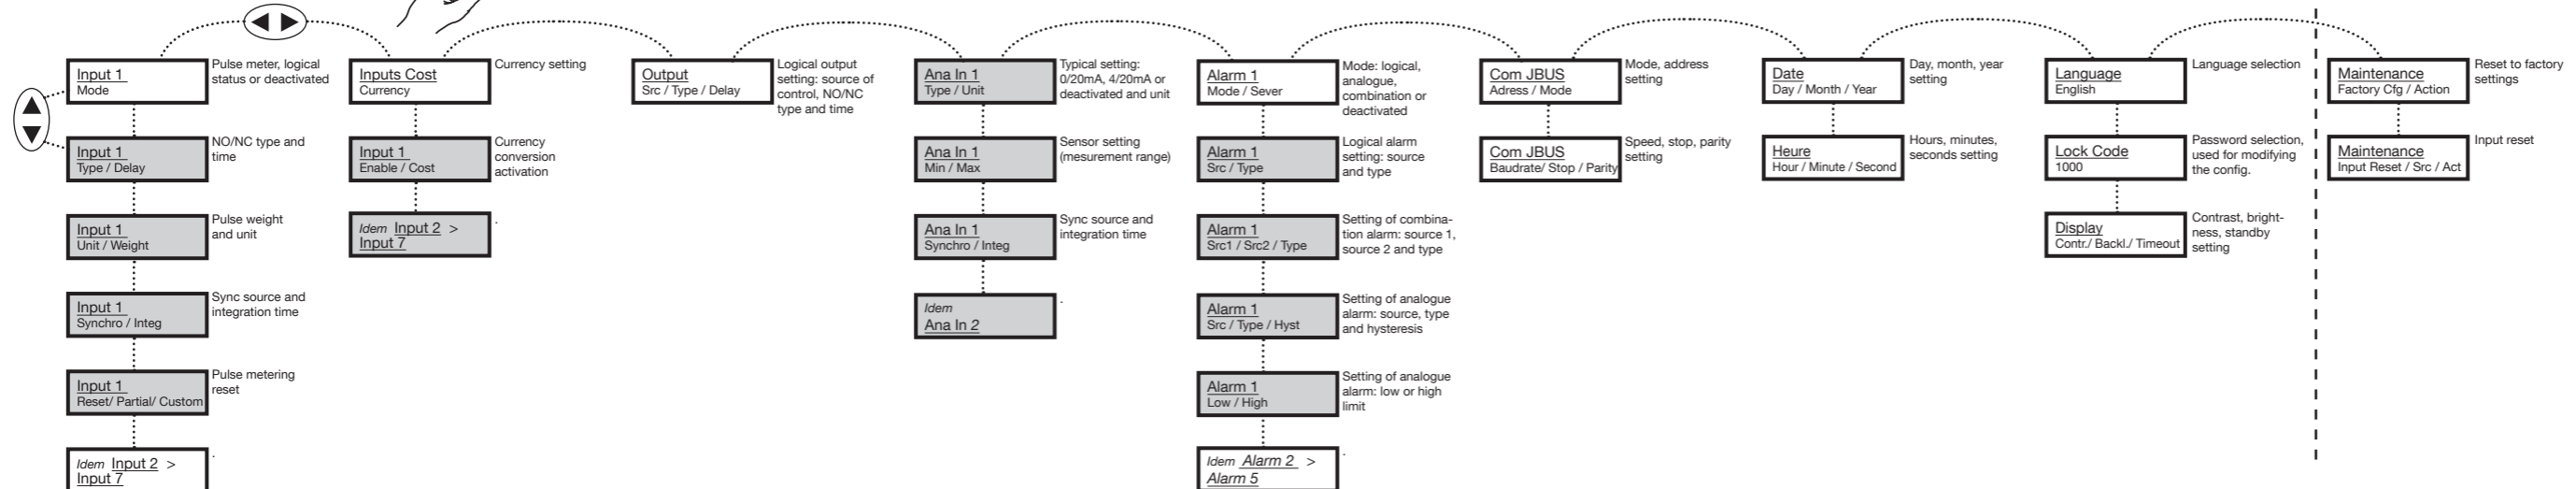 Input 1
Mode
Pulse meter, logical
status or deactivated
Input 1
Type / Delay
NO/NC type and
time
Input 1
Unit / Weight
Pulse weight
and unit
Input 1
Synchro / Integ
Sync source and
integration time
Input 1
Reset/ Partial/ Custom
Pulse metering
reset
Idem Input 2 >
Input 7
.
Inputs Cost
Currency
Currency setting
Input 1
Enable / Cost
Currency
conversion
activation
Idem Input 2 >
Input 7
.
Output
Src / Type / Delay
Logical output
setting: source of
control, NO/NC
type and time
Ana In 1
Type / Unit
Typical setting:
0/20mA, 4/20mA or
deactivated and unit
Ana In 1
Min / Max
Sensor setting
(mesurement range)
Ana In 1
Synchro / Integ
Sync source and
integration time
Idem
Ana In 2
.
Alarm 1
Mode / Sever
Mode: logical,
analogue,
combination or
deactivated
Alarm 1
Src / Type
Logical alarm
setting: source
and type
Alarm 1
Src1 / Src2 / Type
Setting of combina-
tion alarm: source 1,
source 2 and type
Alarm 1
Src / Type / Hyst
Setting of analogue
alarm: source, type
and hysteresis
Alarm 1
Low / High
Setting of analogue
alarm: low or high
limit
Idem Alarm 2 >
Alarm 5
.
Com JBUS
Adress / Mode
Mode, address
setting
Com JBUS
Baudrate/ Stop / Parity
Speed, stop, parity
setting
Date
Day / Month / Year
Day, month, year
setting
Heure
Hour / Minute / Second
Hours, minutes,
seconds setting
Language
English
Language selection
Lock Code
1000
Password selection,
used for modifying
the config.
Display
Contr./ Backl./ Timeout
Contrast, bright-
ness, standby
setting
Maintenance
Factory Cfg / Action
Reset to factory
settings
Maintenance
Input Reset / Src / Act
Input reset